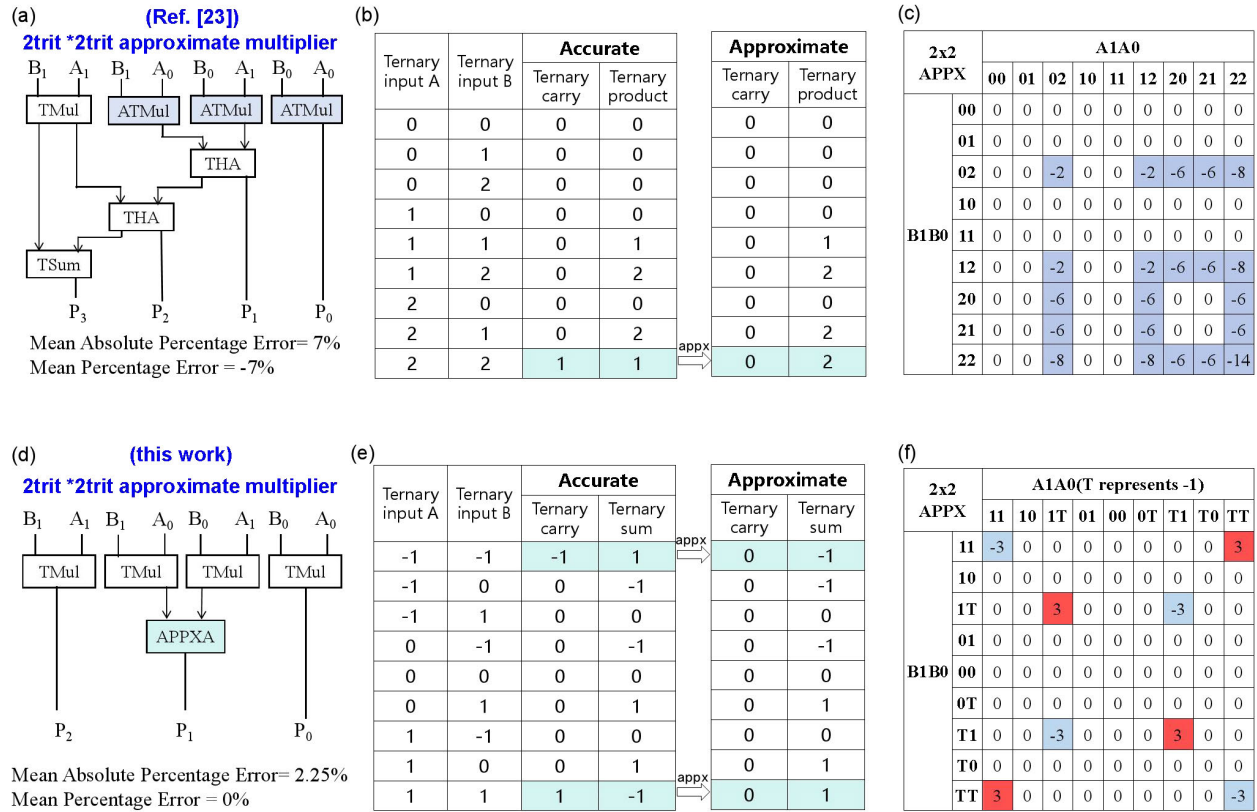 (a)
(Ref. [23])
2trit *2trit approximate multiplier
B1 A1 B1 A0 B0 A1 B0 A0
TMul ATMul ATMul ATMul
THA
THA
TSum
P3 P2 P1 P0
Mean Absolute Percentage Error= 7%
Mean Percentage Error = -7%
(b)
Ternary input A Ternary input B Accurate Approximate
Ternary carry Ternary product Ternary carry Ternary product
0 0 0 0 0 0
0 1 0 0 0 0
0 2 0 0 0 0
1 0 0 0 0 0
1 1 0 1 0 1
1 2 0 2 0 2
2 0 0 0 0 0
2 1 0 2 0 2
2 2 1 1 appx 0 2
(c)
2x2 APPX A1A0
00 01 02 10 11 12 20 21 22
B1B0
00 0 0 0 0 0 0 0 0 0
01 0 0 0 0 0 0 0 0 0
02 0 0 -2 0 0 -2 -6 -6 -8
10 0 0 0 0 0 0 0 0 0
11 0 0 0 0 0 0 0 0 0
12 0 0 -2 0 0 -2 -6 -6 -8
20 0 0 -6 0 0 -6 0 0 -6
21 0 0 -6 0 0 -6 0 0 -6
22 0 0 -8 0 0 -8 -6 -6 -14
(d)
(this work)
2trit *2trit approximate multiplier
B1 A1 B1 A0 B0 A1 B0 A0
TMul TMul TMul TMul
APPXA
P2 P1 P0
Mean Absolute Percentage Error= 2.25%
Mean Percentage Error = 0%
(e)
Ternary input A Ternary input B Accurate Approximate
Ternary carry Ternary sum Ternary carry Ternary sum
-1 -1 -1 1 appx 0 -1
-1 0 0 -1 0 -1
-1 1 0 0 0 0
0 -1 0 -1 0 -1
0 0 0 0 0 0
0 1 0 1 0 1
1 -1 0 0 0 0
1 0 0 1 0 1
1 1 1 -1 appx 0 1
(f)
2x2 APPX A1A0(T represents -1)
11 10 1T 01 00 0T T1 T0 TT
B1B0
11 -3 0 0 0 0 0 0 0 3
10 0 0 0 0 0 0 0 0 0
1T 0 0 3 0 0 0 -3 0 0
01 0 0 0 0 0 0 0 0 0
00 0 0 0 0 0 0 0 0 0
0T 0 0 0 0 0 0 0 0 0
T1 0 0 -3 0 0 0 3 0 0
T0 0 0 0 0 0 0 0 0 0
TT 3 0 0 0 0 0 0 0 -3